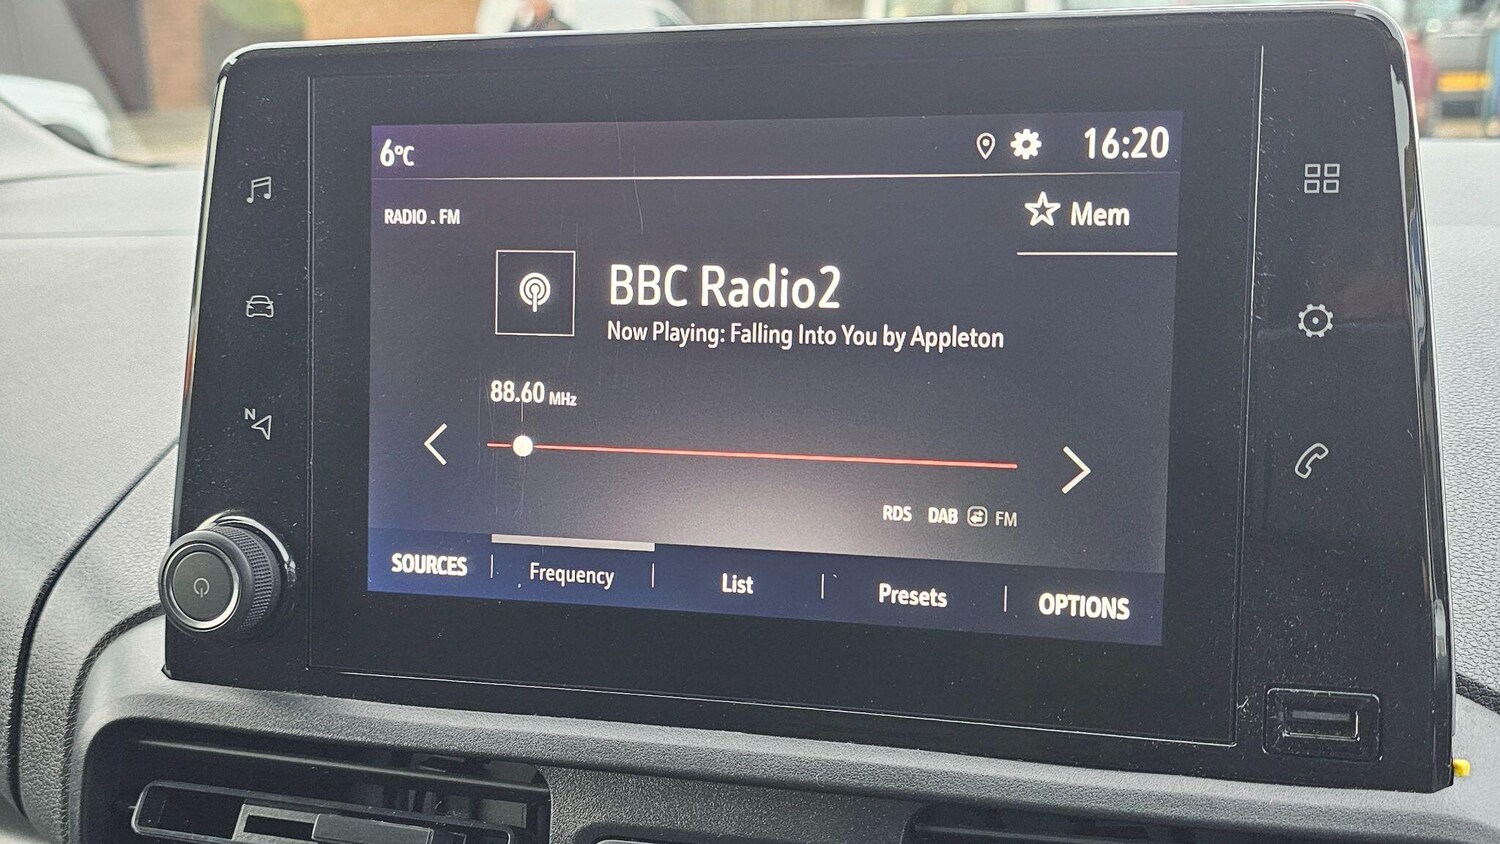 6°C
16:20
RADIO . FM
Mem
BBC Radio2
Now Playing: Falling Into You by Appleton
88.60 MHz
RDS DAB FM
SOURCES
Frequency
List
Presets
OPTIONS
N